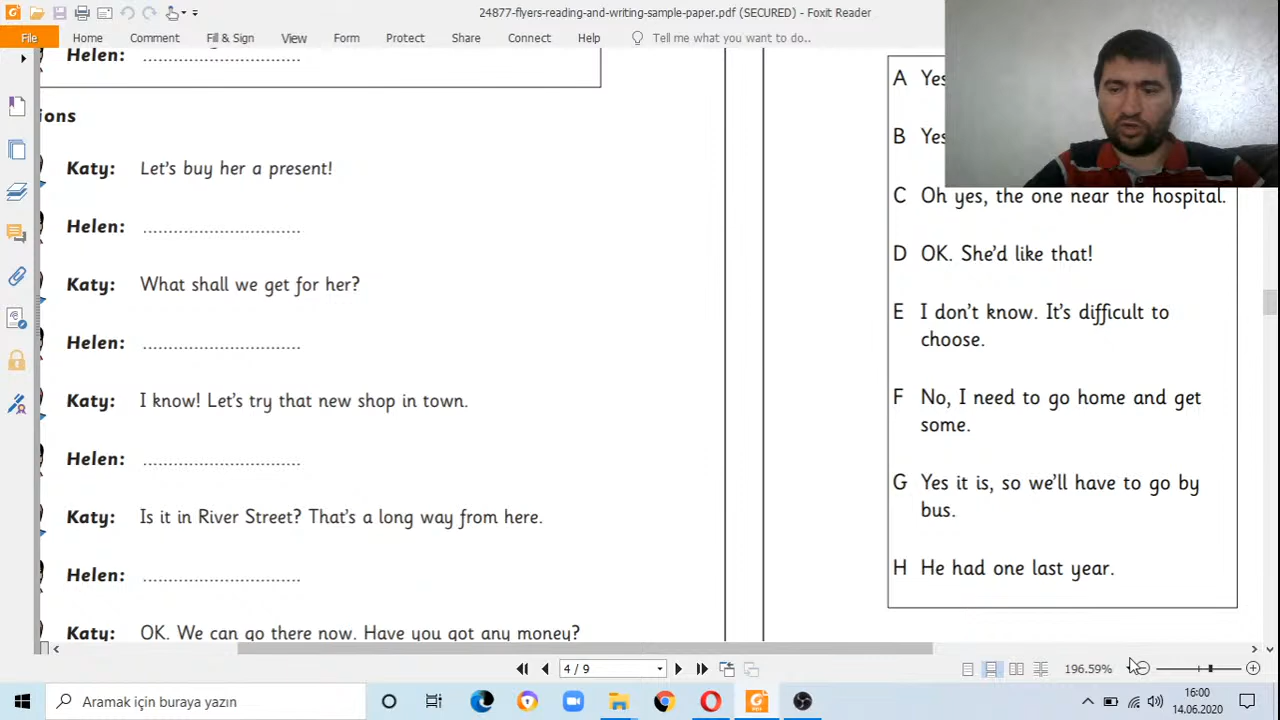 24877-flyers-reading-and-writing-sample-paper.pdf (SECURED) - Foxit Reader
File Home Comment Fill & Sign View Form Protect Share Connect Help Tell me what you want to do..
Helen: ..............................
ions
Katy: Let's buy her a present!
Helen: ..............................
Katy: What shall we get for her?
Helen: ..............................
Katy: I know! Let's try that new shop in town.
Helen: ..............................
Katy: Is it in River Street? That's a long way from here.
Helen: ..............................
Katy: OK. We can go there now. Have you got any money?
A Yes
B Yes
C Oh yes, the one near the hospital.
D OK. She'd like that!
E I don't know. It's difficult to
choose.
F No, I need to go home and get
some.
G Yes it is, so we'll have to go by
bus.
H He had one last year.
4 / 9
196.59%
Aramak için buraya yazın
16:00
14.06.2020